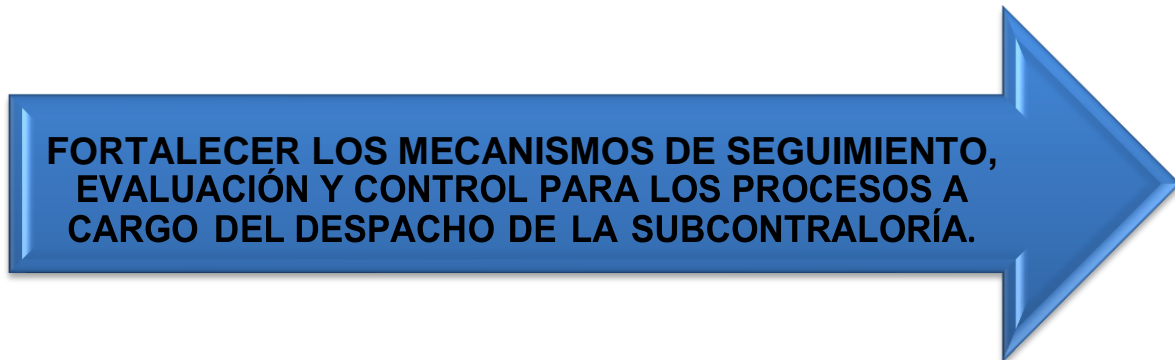 FORTALECER LOS MECANISMOS DE SEGUIMIENTO,
EVALUACIÓN Y CONTROL PARA LOS PROCESOS A
CARGO DEL DESPACHO DE LA SUBCONTRALORÍA.